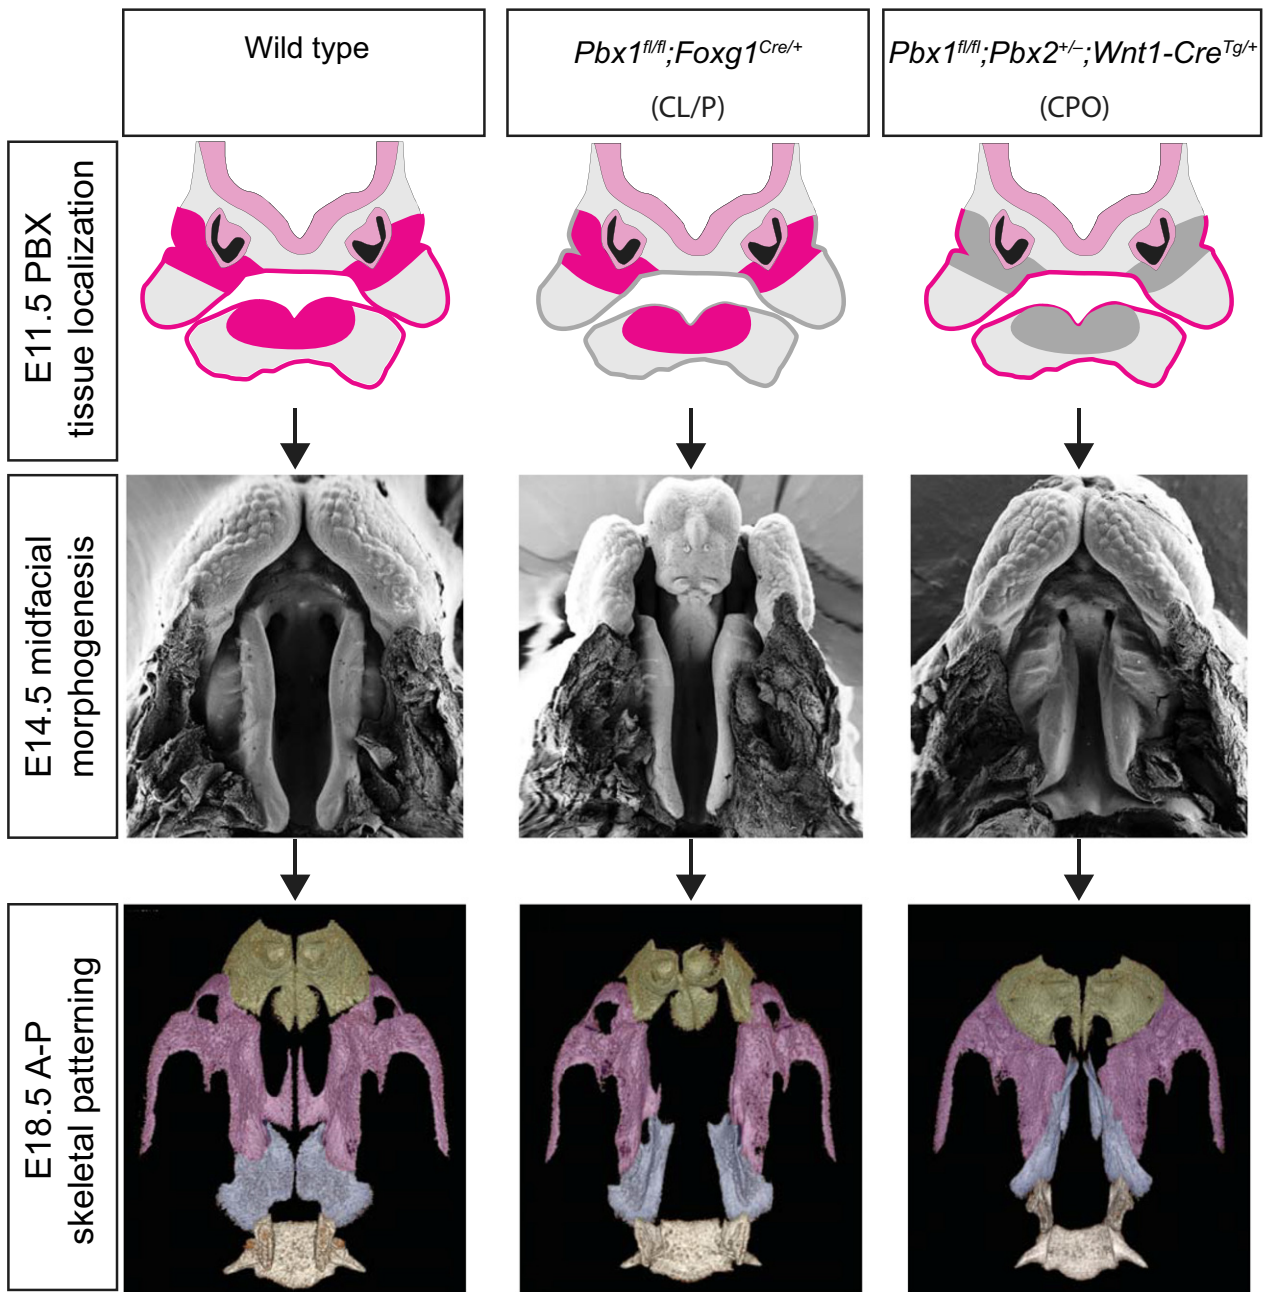 Wild type
Pbx1fl/fl;Foxg1Cre/+
(CL/P)
Pbx1fl/fl;Pbx2+/–;Wnt1-CreTg/+
(CPO)
E11.5 PBX
tissue localization
E14.5 midfacial
morphogenesis
E18.5 A-P
skeletal patterning